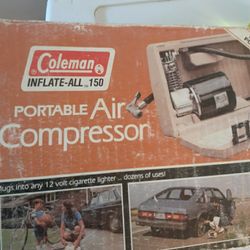 Coleman
INFLATE-ALL 150
PORTABLE Air
Compressor
Plugs into any 12 volt cigarette lighter ... dozens of uses!